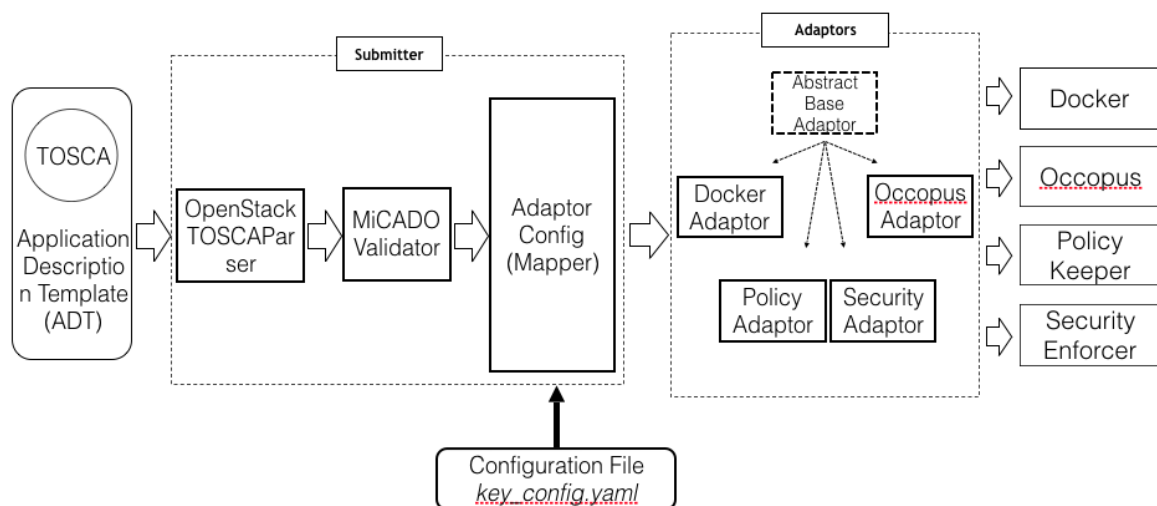 Submitter
Adaptors
TOSCA
Application
Descriptio
n Template
(ADT)
OpenStack
TOSCAPar
ser
MiCADO
Validator
Adaptor
Config
(Mapper)
Configuration File
key_config.yaml
Abstract
Base
Adaptor
Docker
Adaptor
Occopus
Adaptor
Policy
Adaptor
Security
Adaptor
Docker
Occopus
Policy
Keeper
Security
Enforcer